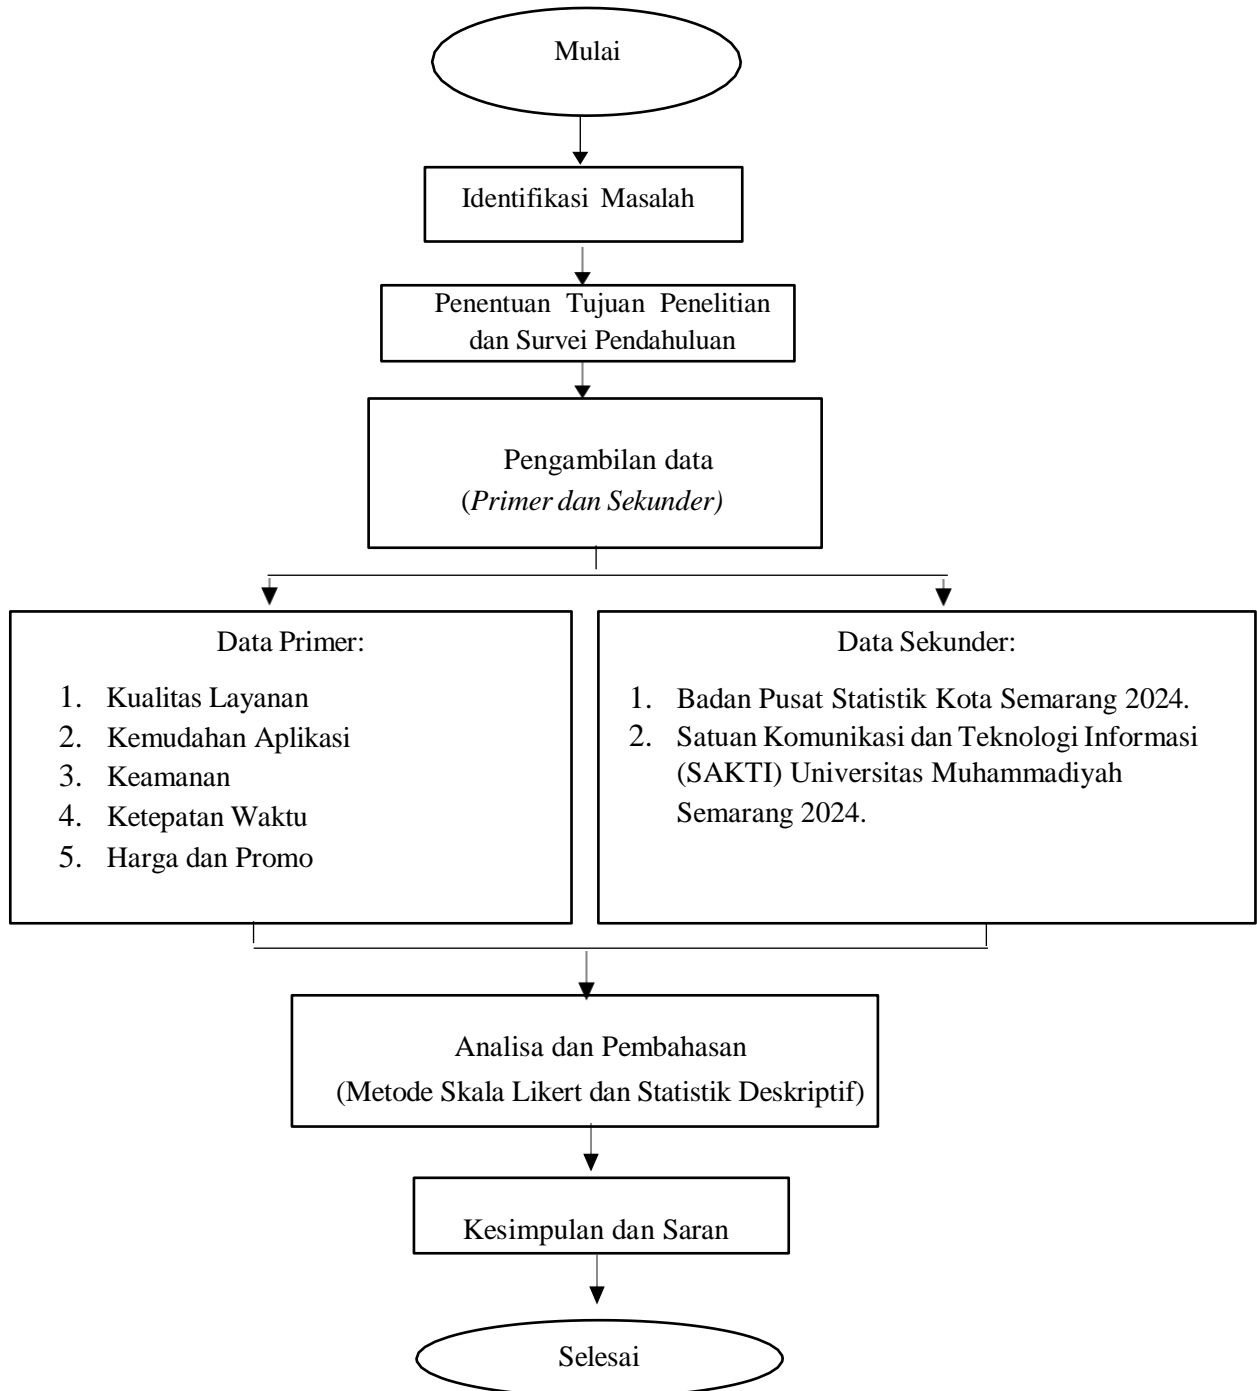 Mulai
Identifikasi Masalah
Penentuan Tujuan Penelitian
dan Survei Pendahuluan
Pengambilan data
(Primer dan Sekunder)
Data Primer:
1. Kualitas Layanan
2. Kemudahan Aplikasi
3. Keamanan
4. Ketepatan Waktu
5. Harga dan Promo
Data Sekunder:
1. Badan Pusat Statistik Kota Semarang 2024.
2. Satuan Komunikasi dan Teknologi Informasi
(SAKTI) Universitas Muhammadiyah
Semarang 2024.
Analisa dan Pembahasan
(Metode Skala Likert dan Statistik Deskriptif)
Kesimpulan dan Saran
Selesai